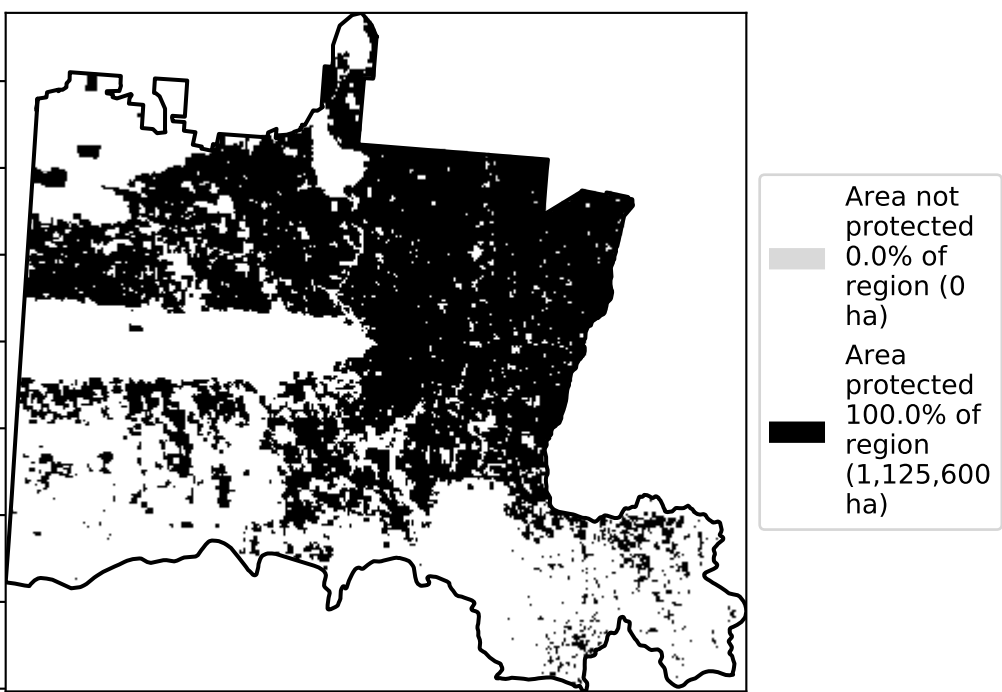 Area not
protected
0.0% of
region (0
ha)
Area
protected
100.0% of
region
(1,125,600
ha)